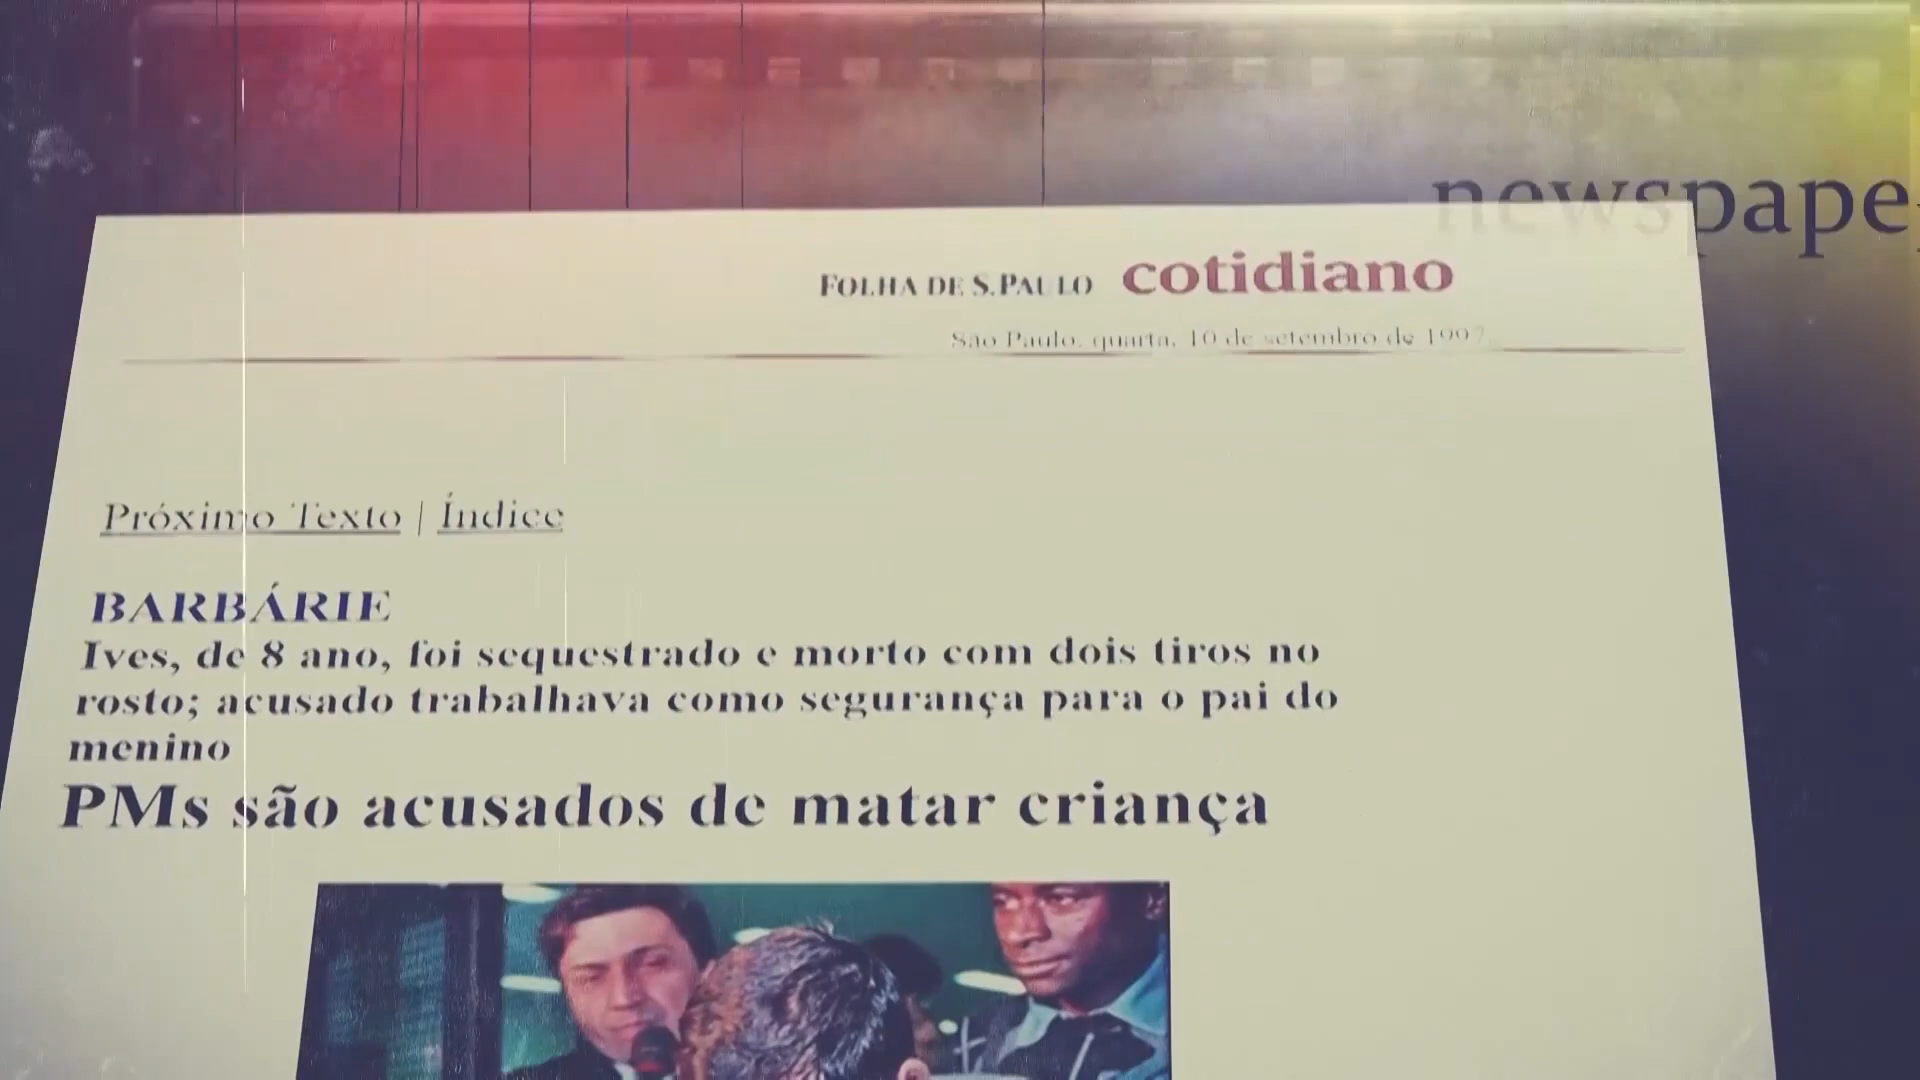 newspape
FOLHA DE S.PAULO cotidiano
São Paulo, quarta, 10 de setembro de 1997
Próximo Texto | Índice
BARBÁRIE
Ives, de 8 ano, foi sequestrado e morto com dois tiros no
rosto; acusado trabalhava como segurança para o pai do
menino
PMs são acusados de matar criança